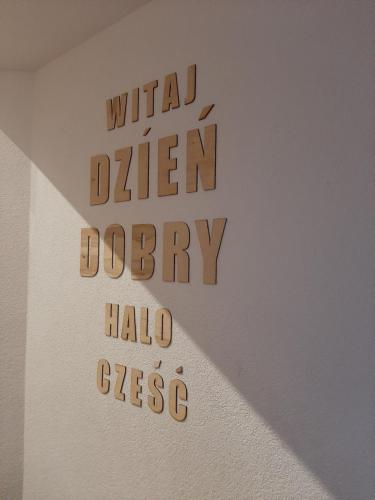 WITAJ
DZÍEŃ
DOBRY
HALO
CZEŚĆ